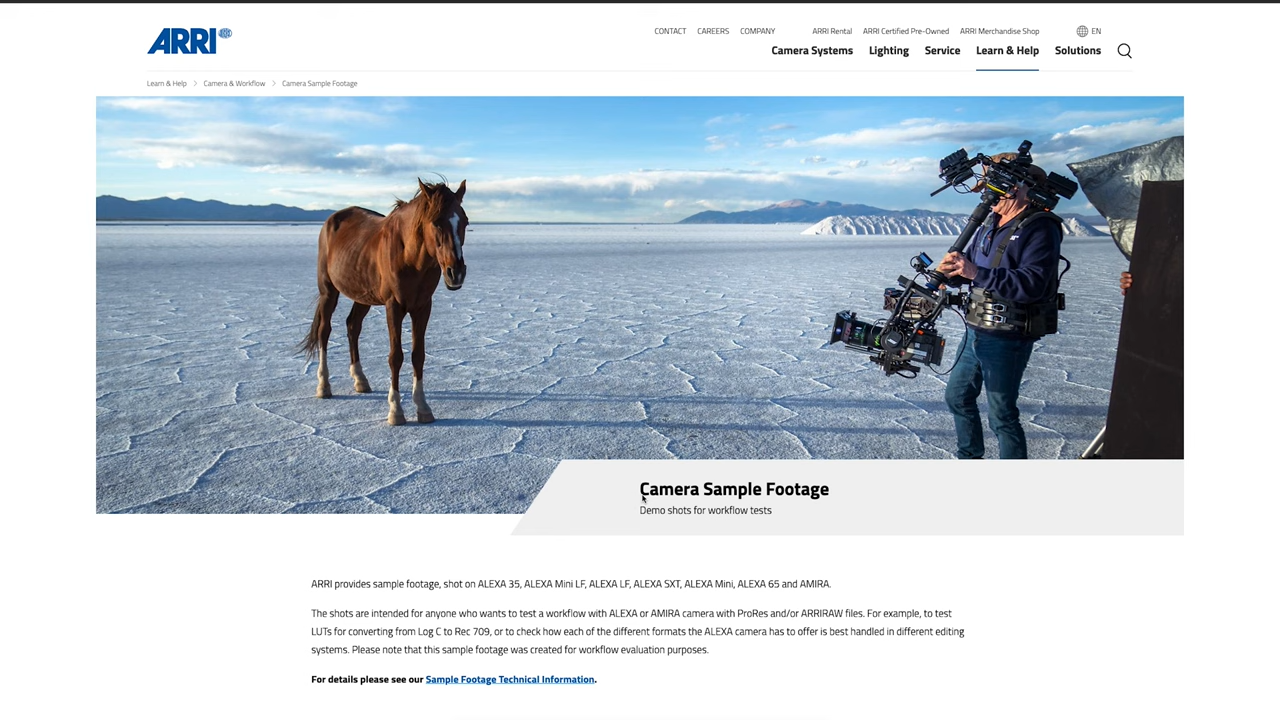 ARRI
CONTACT CAREERS COMPANY ARRI Rental ARRI Certified Pre-Owned ARRI Merchandise Shop EN
Camera Systems Lighting Service Learn & Help Solutions
Learn & Help > Camera & Workflow > Camera Sample Footage
Camera Sample Footage
Demo shots for workflow tests
ARRI provides sample footage, shot on ALEXA 35, ALEXA Mini LF, ALEXA LF, ALEXA SXT, ALEXA Mini, ALEXA 65 and AMIRA.
The shots are intended for anyone who wants to test a workflow with ALEXA or AMIRA camera with ProRes and/or ARRIRAW files. For example, to test
LUTs for converting from Log C to Rec 709, or to check how each of the different formats the ALEXA camera has to offer is best handled in different editing
systems. Please note that this sample footage was created for workflow evaluation purposes.
For details please see our Sample Footage Technical Information.